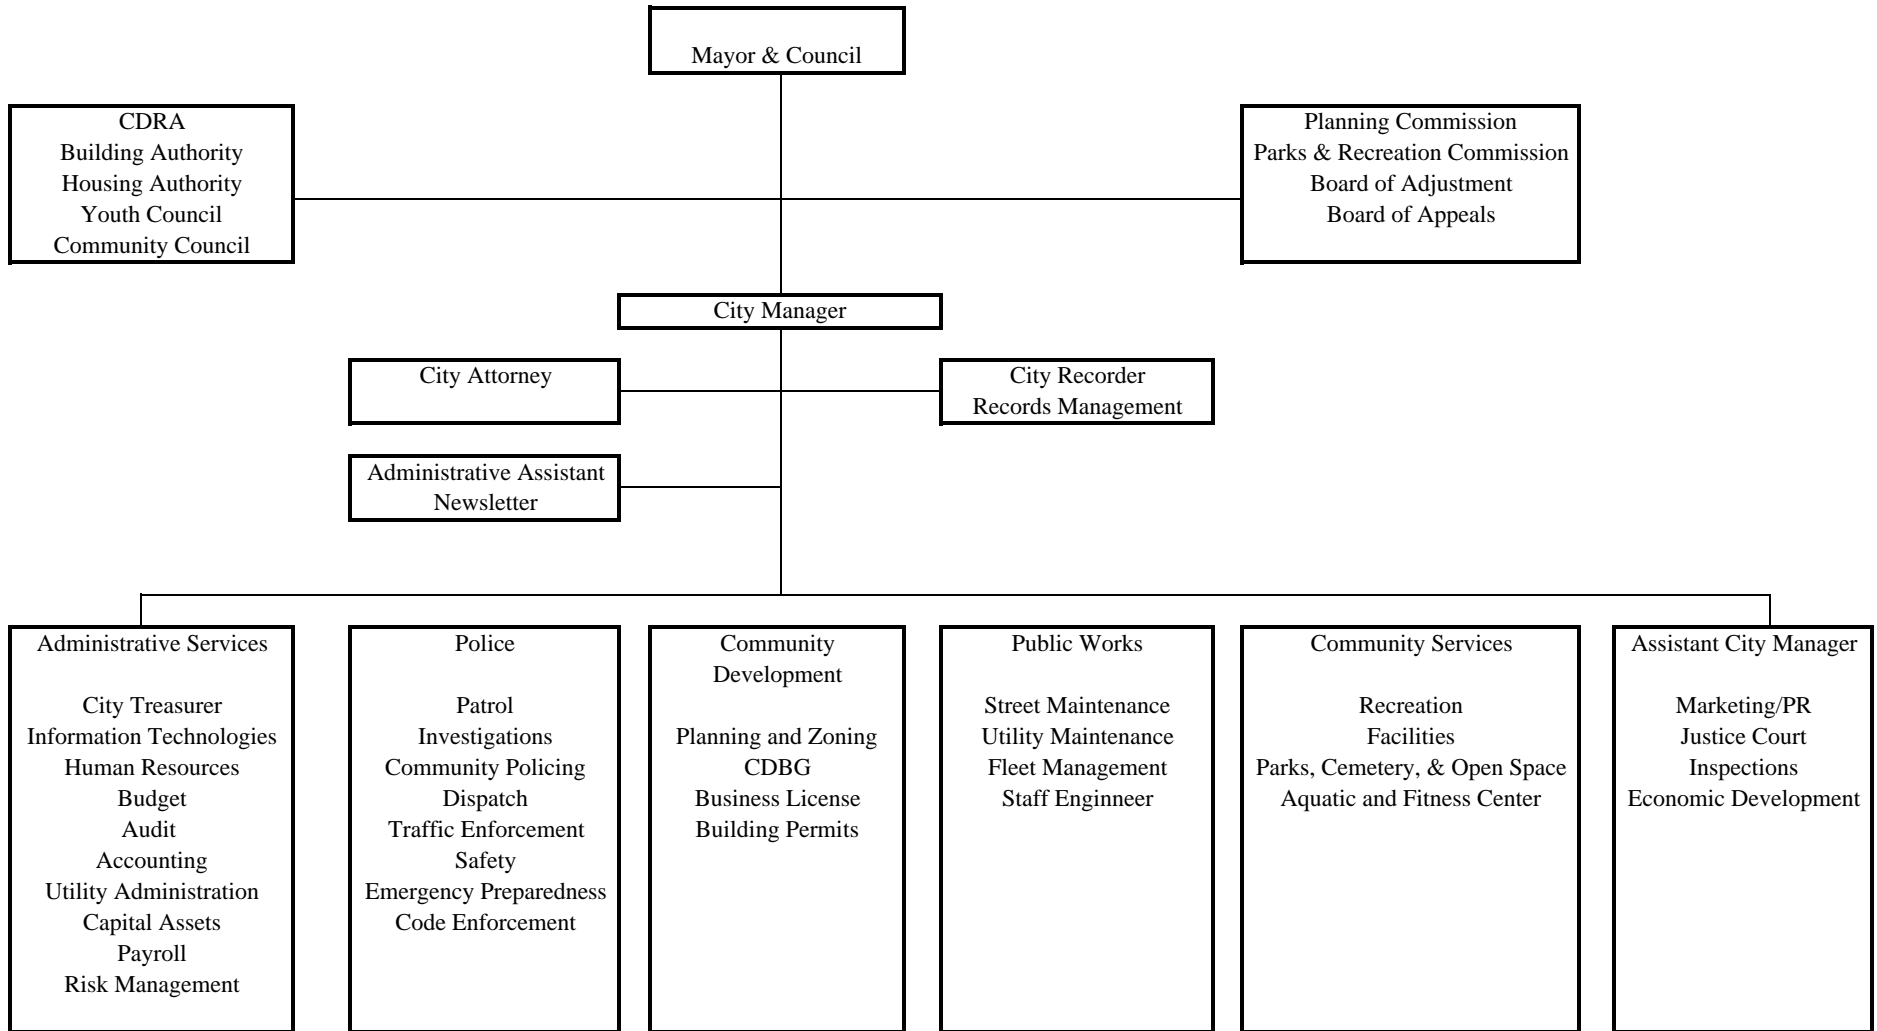 Mayor & Council
CDRA
Building Authority
Housing Authority
Youth Council
Community Council
Planning Commission
Parks & Recreation Commission
Board of Adjustment
Board of Appeals
City Manager
City Attorney
City Recorder
Records Management
Administrative Assistant
Newsletter
Administrative Services
City Treasurer
Information Technologies
Human Resources
Budget
Audit
Accounting
Utility Administration
Capital Assets
Payroll
Risk Management
Police
Patrol
Investigations
Community Policing
Dispatch
Traffic Enforcement
Safety
Emergency Preparedness
Code Enforcement
Community
Development
Planning and Zoning
CDBG
Business License
Building Permits
Public Works
Street Maintenance
Utility Maintenance
Fleet Management
Staff Enginneer
Community Services
Recreation
Facilities
Parks, Cemetery, & Open Space
Aquatic and Fitness Center
Assistant City Manager
Marketing/PR
Justice Court
Inspections
Economic Development